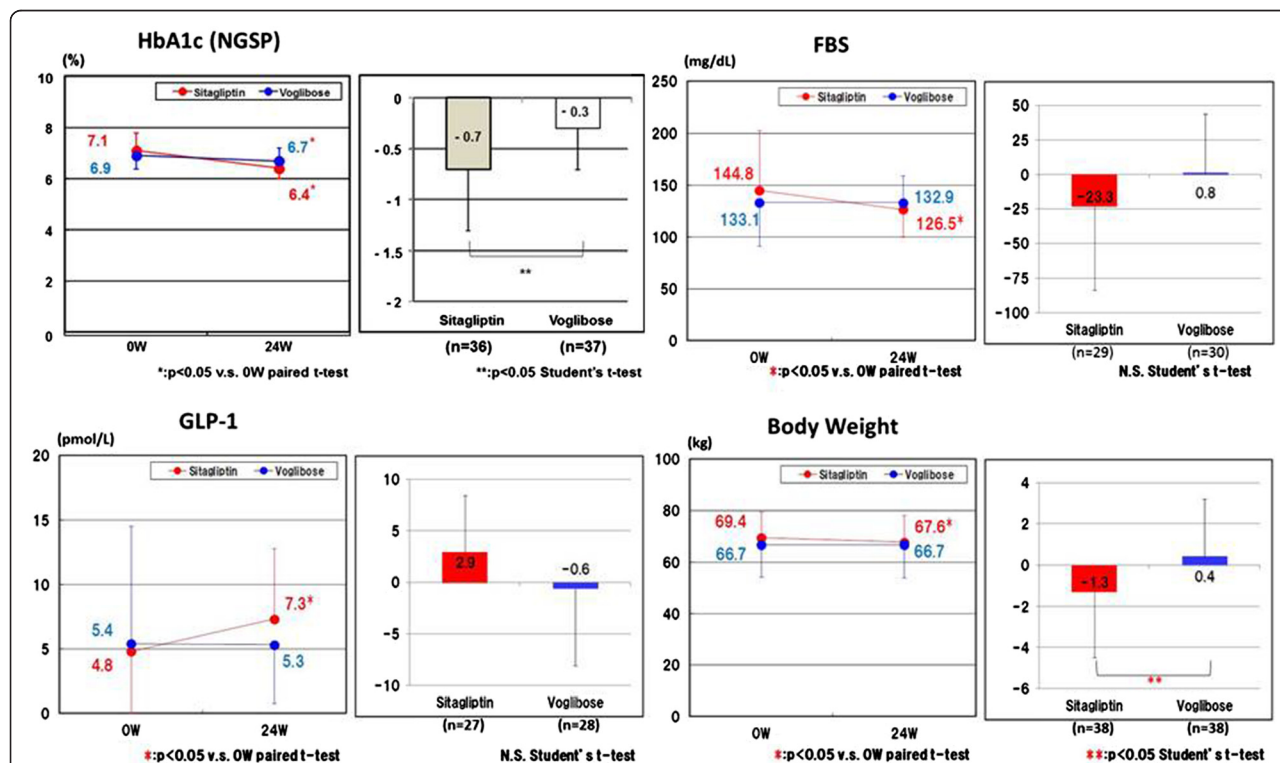 HbA1c (NGSP)
(%)
10
8
6
4
2
0
Sitagliptin Voglibose
7.1
6.9
6.7*
6.4*
0W 24W
*:p<0.05 v.s. 0W paired t-test
0
- 0.5
- 1
- 1.5
- 2
- 0.7
- 0.3
**
Sitagliptin Voglibose
(n=36) (n=37)
**:p<0.05 Student's t-test
FBS
(mg/dL)
250
200
150
100
50
0
Sitagliptin Voglibose
144.8
133.1
132.9
126.5*
0W 24W
*:p<0.05 v.s. 0W paired t-test
50
25
0
−25
−50
−75
−100
−23.3
0.8
Sitagliptin Voglibose
(n=29) (n=30)
N.S. Student's t-test
GLP-1
(pmol/L)
20
15
10
5
0
Sitagliptin Voglibose
5.4
4.8
7.3*
5.3
0W 24W
*:p<0.05 v.s. 0W paired t-test
10
5
0
−5
−10
2.9
−0.6
Sitagliptin Voglibose
(n=27) (n=28)
N.S. Student's t-test
Body Weight
(kg)
100
80
60
40
20
0
Sitagliptin Voglibose
69.4
66.7
67.6*
66.7
0W 24W
*:p<0.05 v.s. 0W paired t-test
4
2
0
−2
−4
−6
−1.3
0.4
**
Sitagliptin Voglibose
(n=38) (n=38)
**:p<0.05 Student's t-test